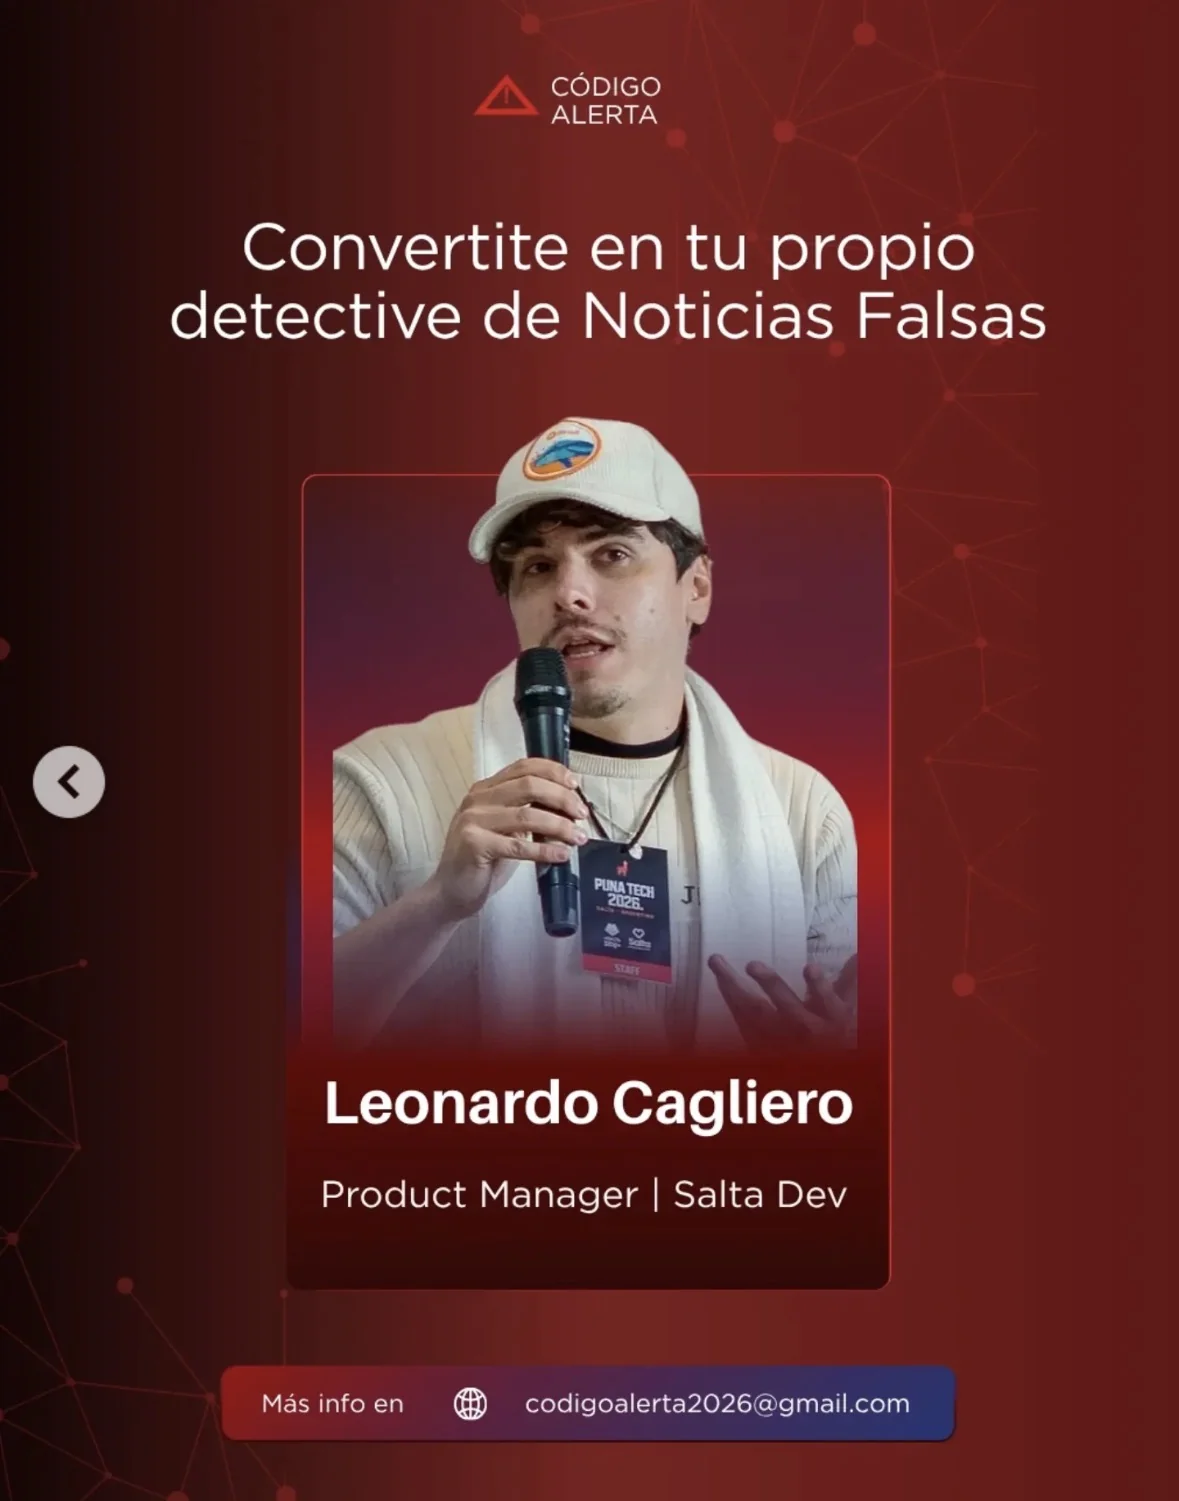 CÓDIGO
ALERTA
Convertite en tu propio
detective de Noticias Falsas
PUNA TECH
2026.
Salta
STAFF
Leonardo Cagliero
Product Manager | Salta Dev
Más info en codigoalerta2026@gmail.com